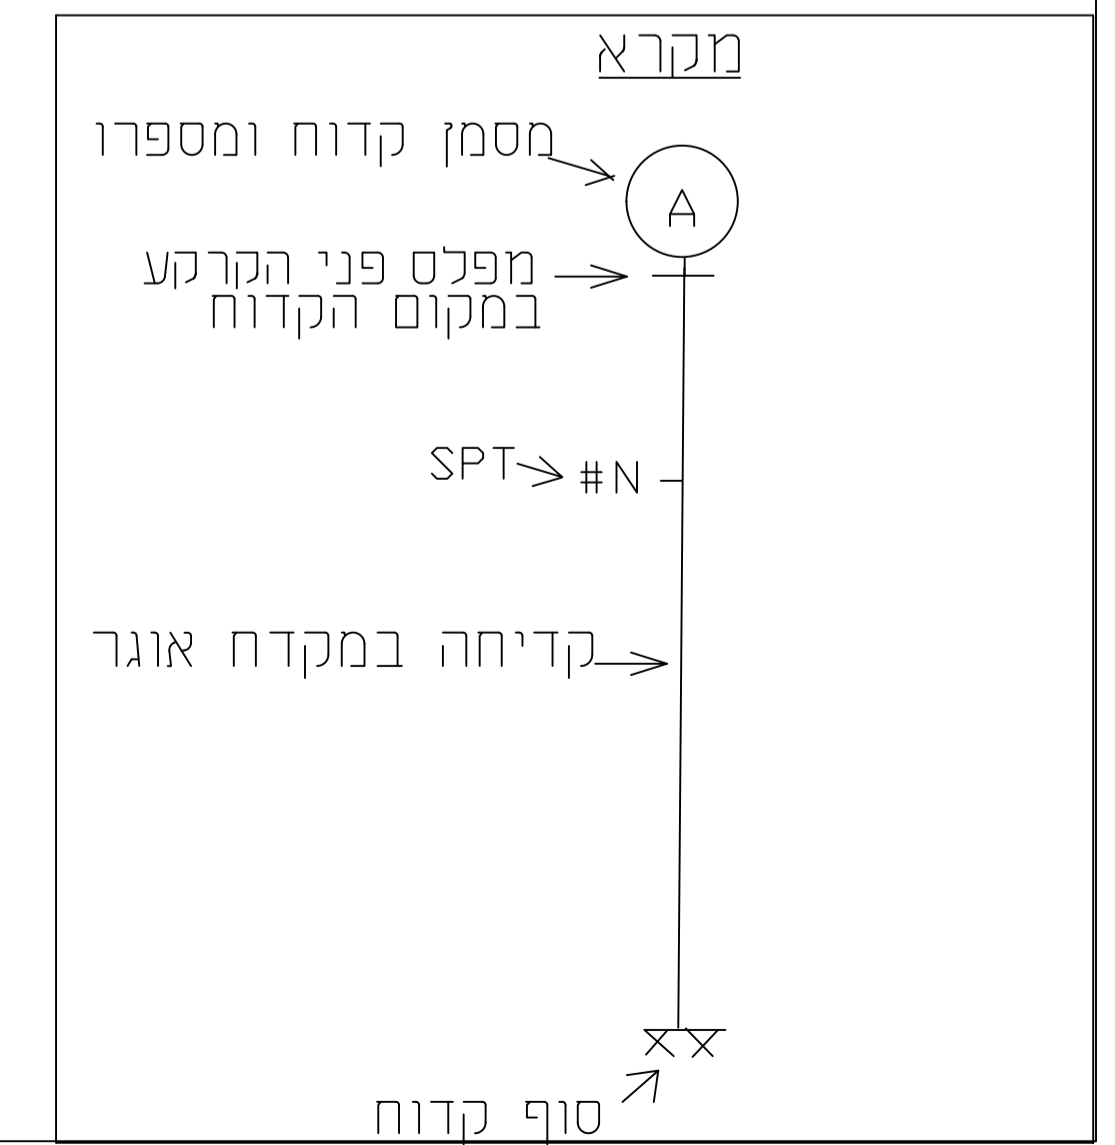 מקרא
מסמן קדוח ומספרו
A
מפלס פני הקרקע
במקום הקדוח
SPT
#N
קדיחה במקדח אוגר
סוף קדוח